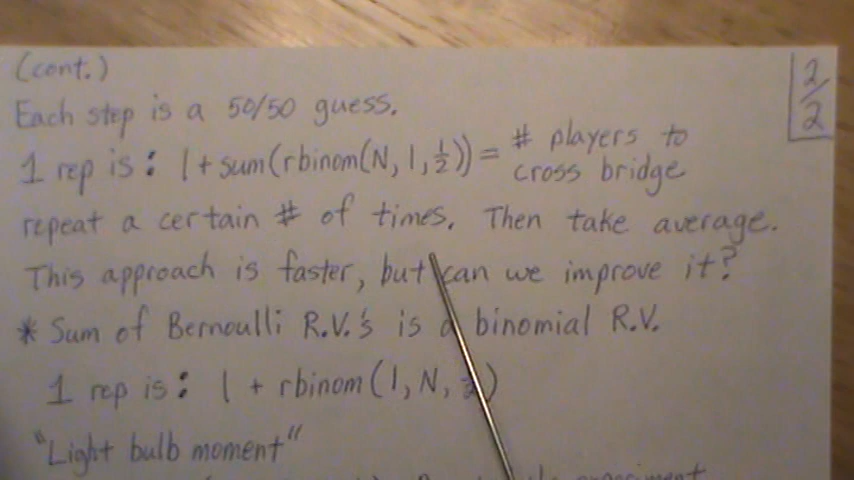 (cont.)
2/2
Each step is a 50/50 guess.
1 rep is: 1 + sum(rbinom(N, 1, 1/2)) = # players to cross bridge
repeat a certain # of times. Then take average.
This approach is faster, but can we improve it?
* Sum of Bernoulli R.V.'s is a binomial R.V.
1 rep is: 1 + rbinom(1, N, )
"Light bulb moment"
experiment